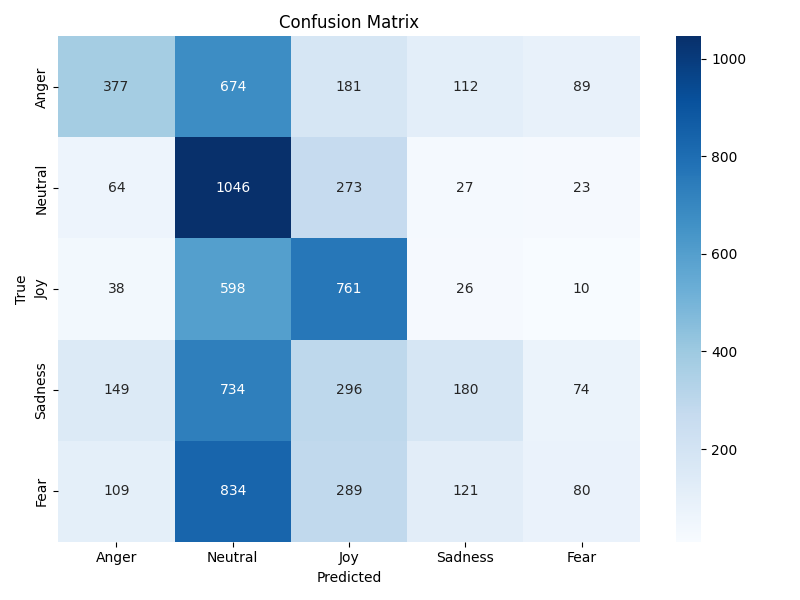 Confusion Matrix
True
Anger 377 674 181 112 89
Neutral 64 1046 273 27 23
Joy 38 598 761 26 10
Sadness 149 734 296 180 74
Fear 109 834 289 121 80
Anger Neutral Joy Sadness Fear
Predicted
1000
800
600
400
200